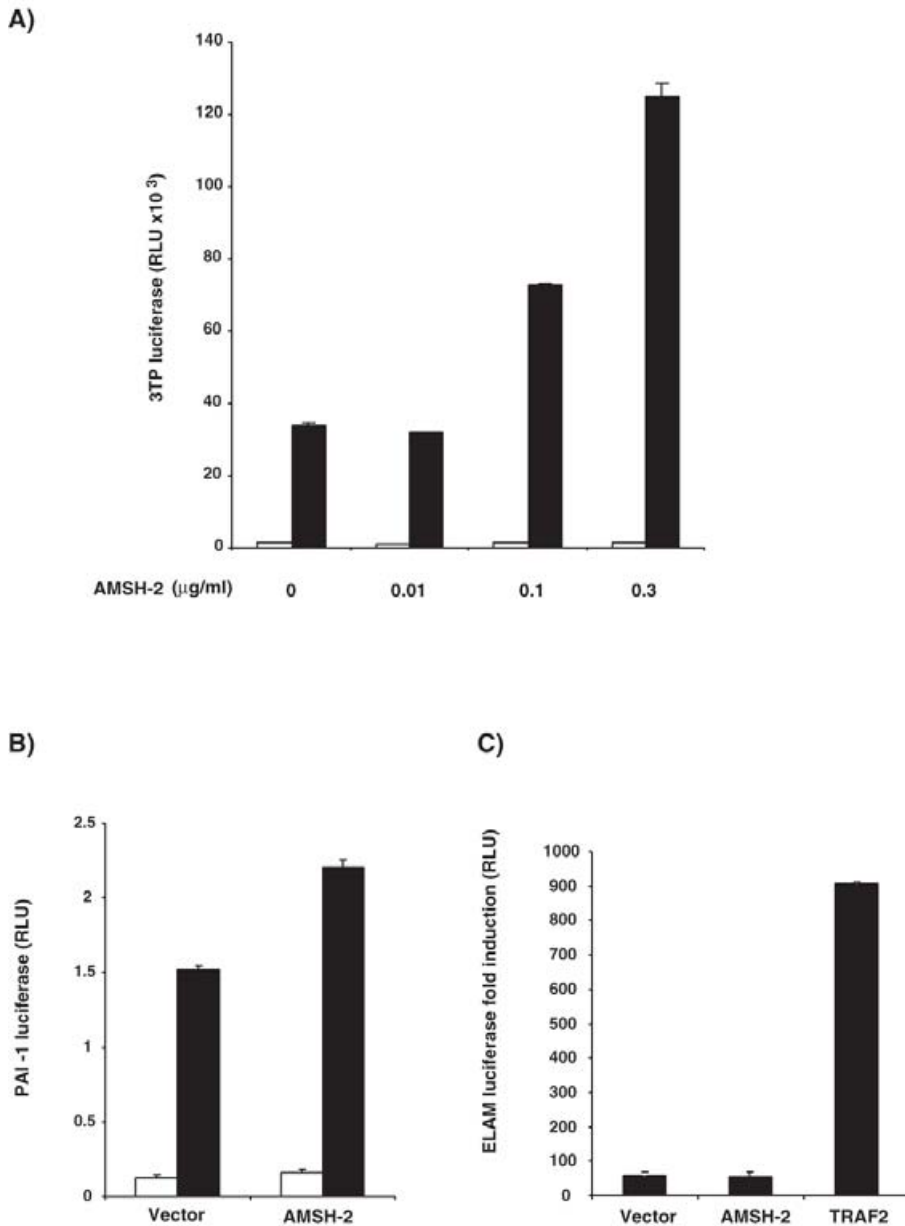 A)
3TP luciferase (RLU x10 3)
140
120
100
80
60
40
20
0
AMSH-2 (μg/ml) 0 0.01 0.1 0.3
B)
PAI -1 luciferase (RLU)
2.5
2
1.5
1
0.5
0
Vector AMSH-2
C)
ELAM luciferase fold induction (RLU)
1000
900
800
700
600
500
400
300
200
100
0
Vector AMSH-2 TRAF2